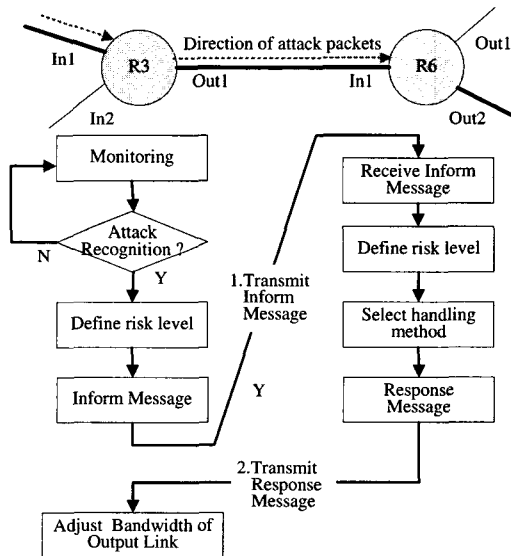 Direction of attack packets
In1
R3
Out1
In1
R6
Out1
In2
Out2
Monitoring
Attack
Recognition ?
N
Y
Define risk level
Inform Message
1.Transmit
Inform
Message
Y
Receive Inform
Message
Define risk level
Select handling
method
Response
Message
2.Transmit
Response
Message
Adjust Bandwidth of
Output Link